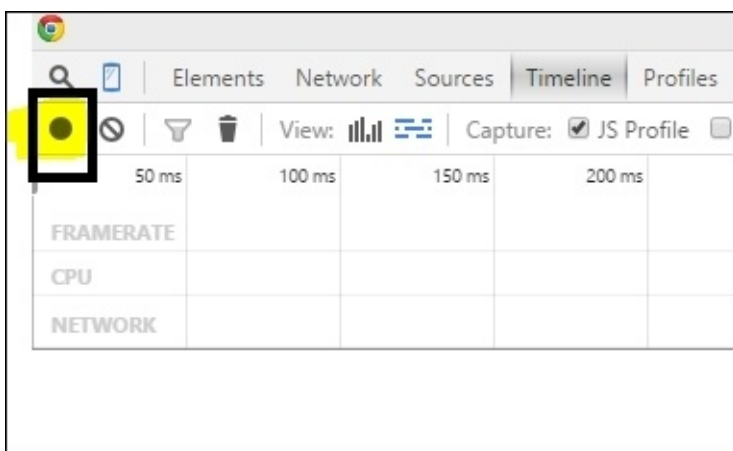 Elements Network Sources Timeline Profiles
View: Capture: JS Profile
50 ms 100 ms 150 ms 200 ms
FRAMERATE
CPU
NETWORK